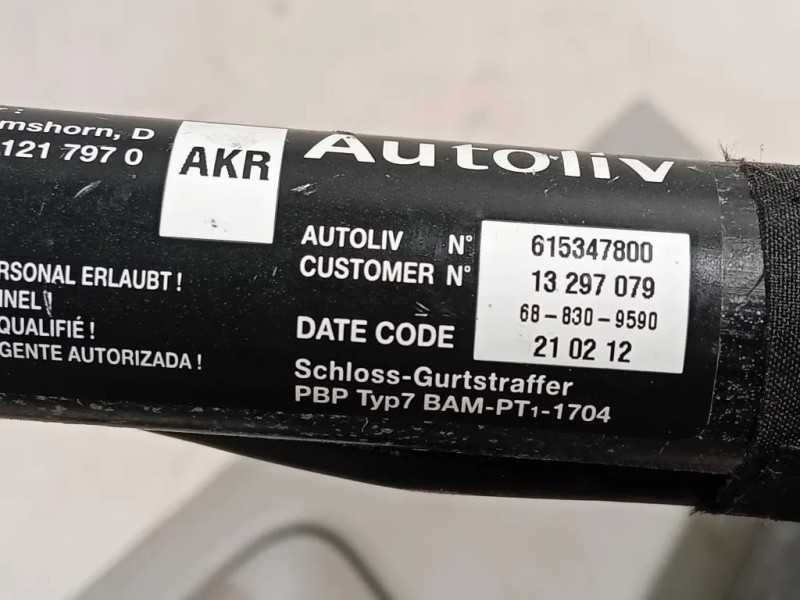 mshorn, D
121 797 0
AKR
Autoliv
AUTOLIV N° 615347800
CUSTOMER N° 13 297 079
68-830-9590
DATE CODE 21 02 12
Schloss-Gurtstraffer
PBP Typ7 BAM-PT1-1704
RSONAL ERLAUBT!
NEL!
QUALIFIÉ!
GENTE AUTORIZADA!